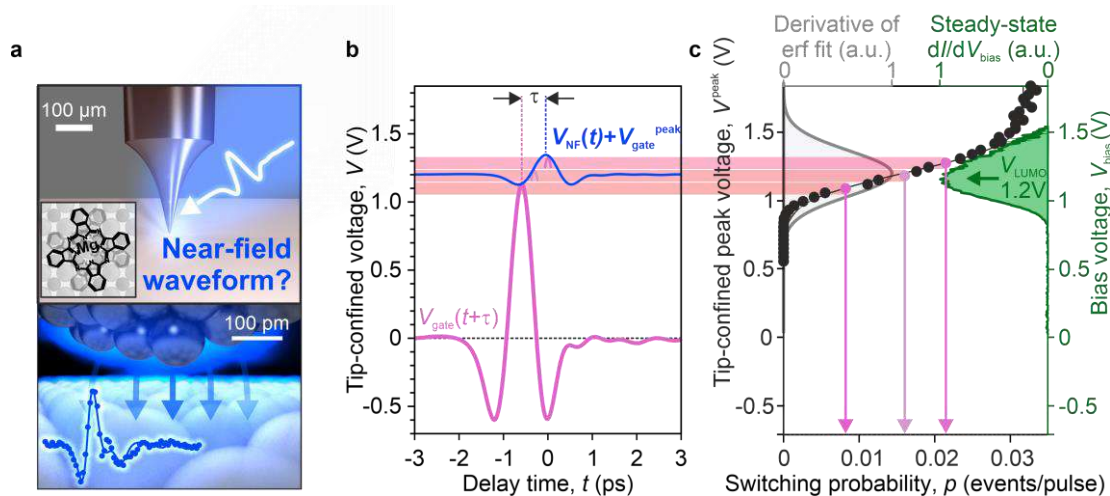 a
100 µm
Mg
Near-field
waveform?
100 pm
b
τ
V_NF(t)+V_gate^peak
V_gate(t+τ)
Tip-confined voltage, V (V)
1.5
1.0
0.5
0
-0.5
-3 -2 -1 0 1 2 3
Delay time, t (ps)
c
Derivative of
erf fit (a.u.)
0 1
Steady-state
dI/dV_bias (a.u.)
1 0
Tip-confined peak voltage, V^peak (V)
1.5
1.0
0.5
0
-0.5
V_LUMO
1.2V
Bias voltage, V_bias (V)
1.5
1.0
0.5
0
-0.5
0 0.01 0.02 0.03
Switching probability, p (events/pulse)